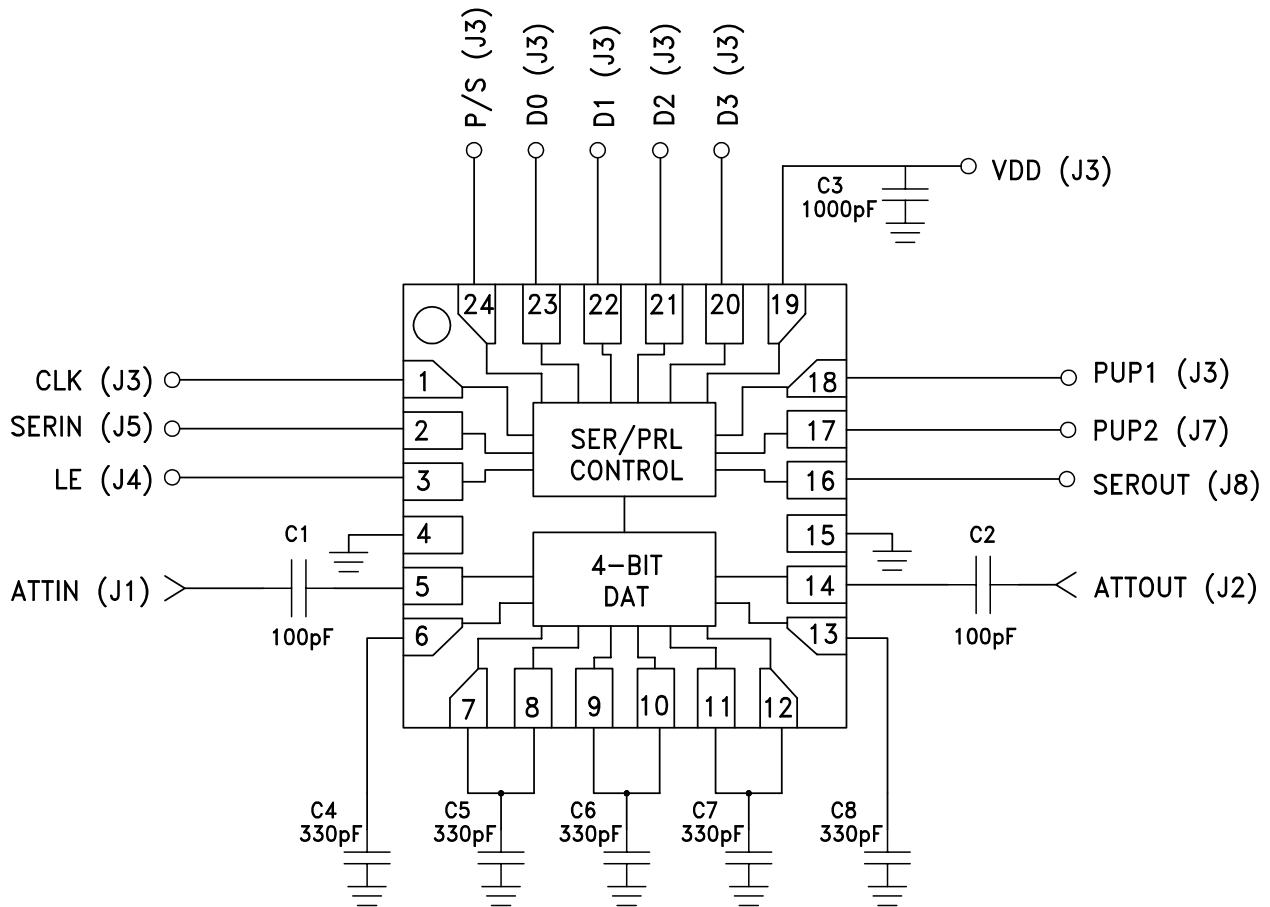 P/S (J3)
D0 (J3)
D1 (J3)
D2 (J3)
D3 (J3)
VDD (J3)
C3
1000pF
24
23
22
21
20
19
CLK (J3)
1
18
PUP1 (J3)
SERIN (J5)
2
SER/PRL
CONTROL
17
PUP2 (J7)
LE (J4)
3
16
SEROUT (J8)
4
15
C1
C2
4-BIT
DAT
ATTIN (J1)
5
14
ATTOUT (J2)
100pF
6
13
100pF
7
8
9
10
11
12
C4
330pF
C5
330pF
C6
330pF
C7
330pF
C8
330pF